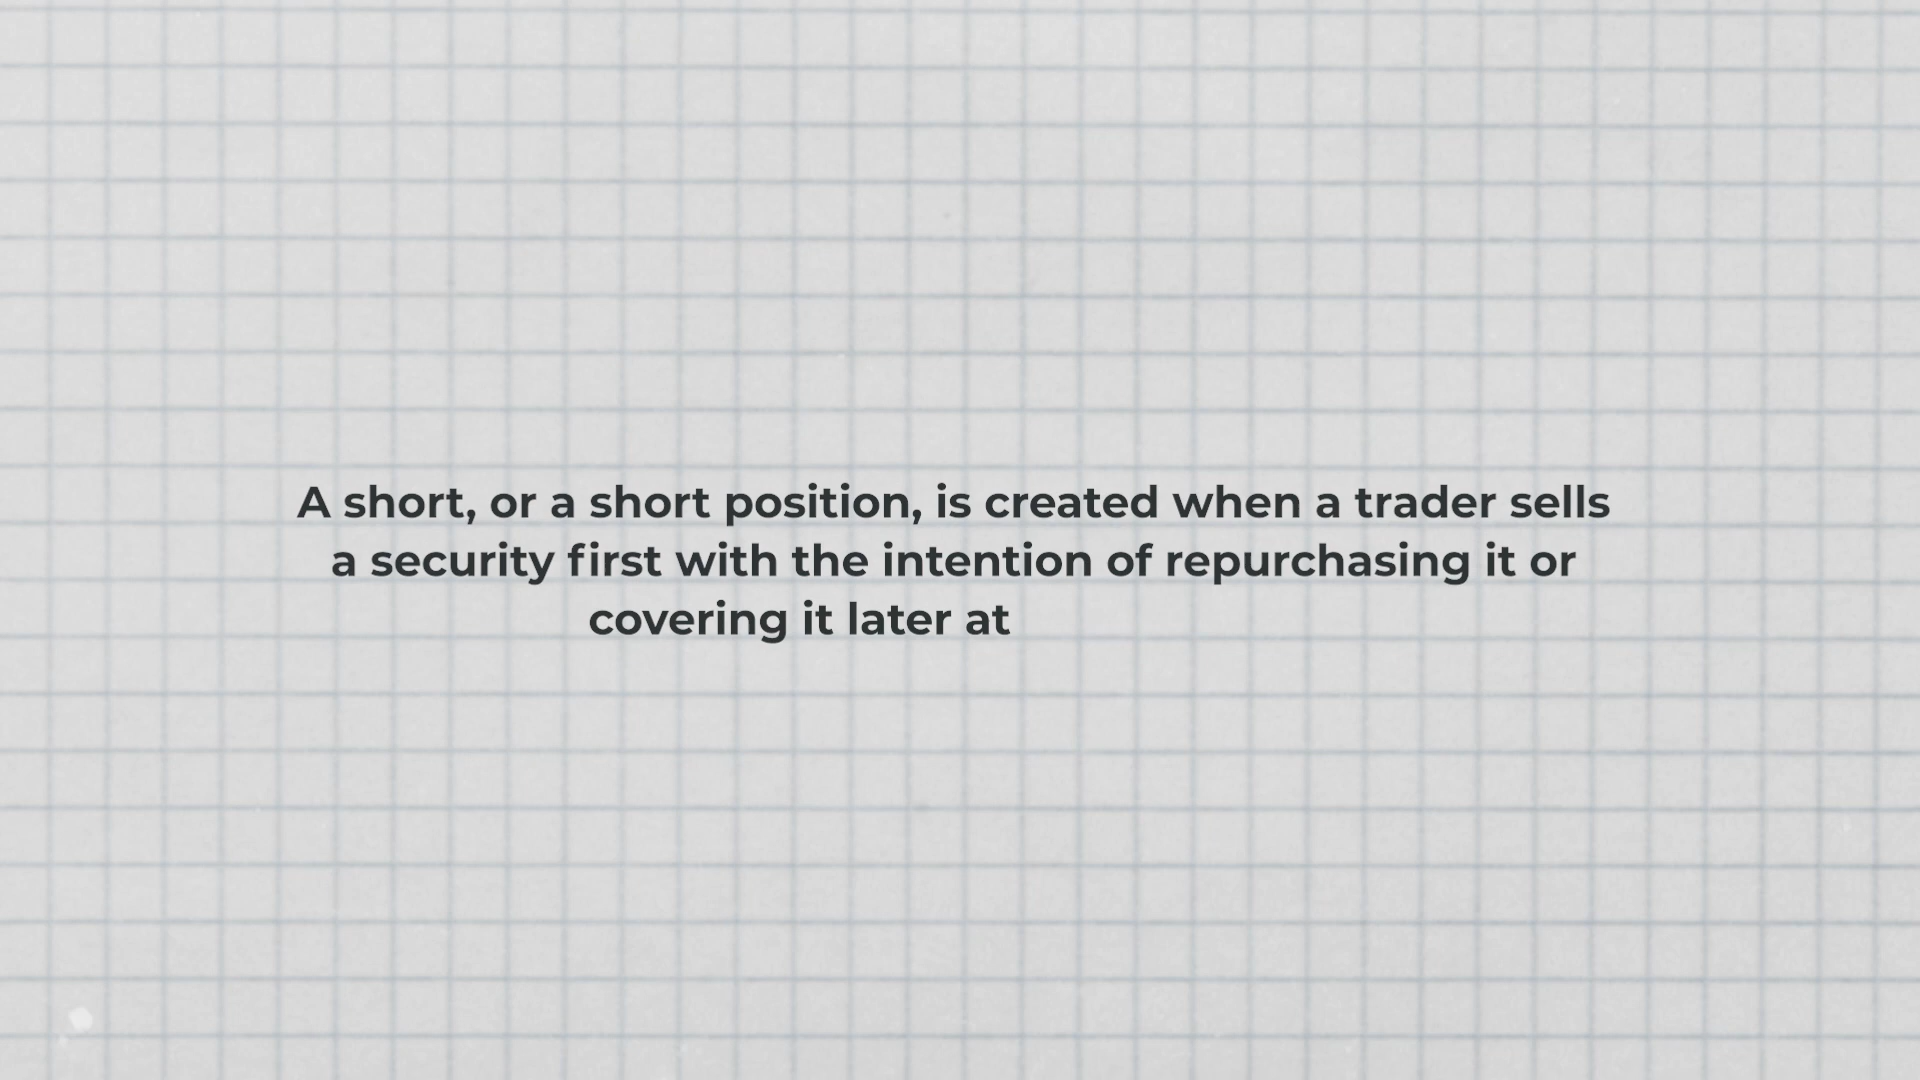 A short, or a short position, is created when a trader sells
a security first with the intention of repurchasing it or
covering it later at